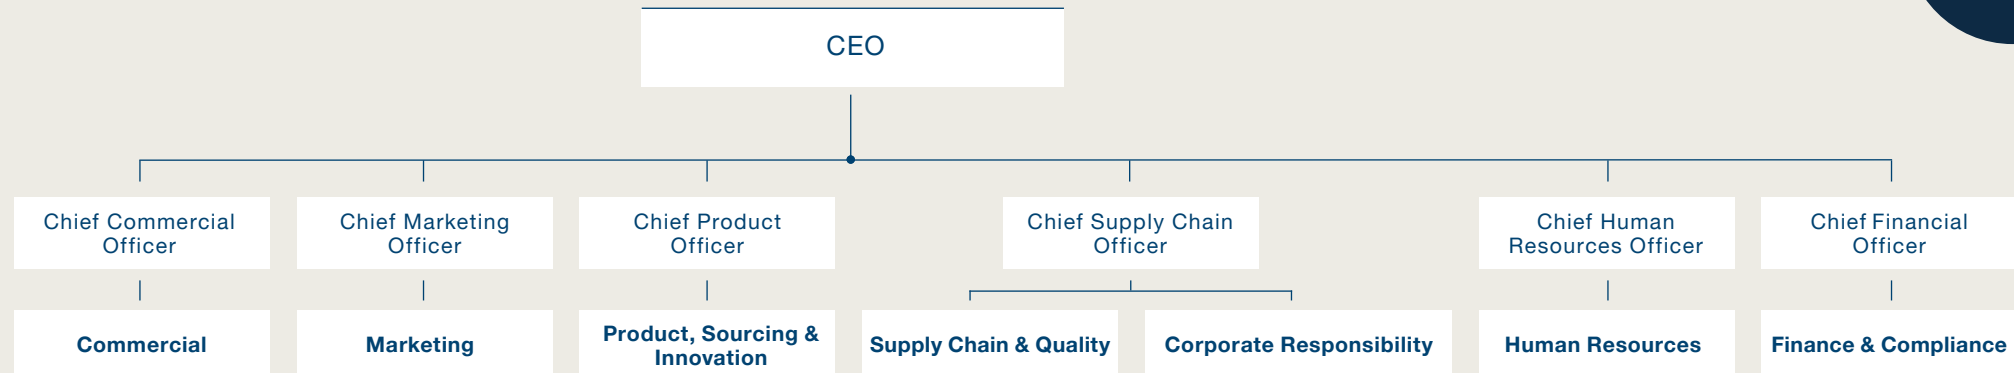 CEO
Chief Commercial
Officer
Chief Marketing
Officer
Chief Product
Officer
Chief Supply Chain
Officer
Chief Human
Resources Officer
Chief Financial
Officer
Commercial
Marketing
Product, Sourcing &
Innovation
Supply Chain & Quality
Corporate Responsibility
Human Resources
Finance & Compliance